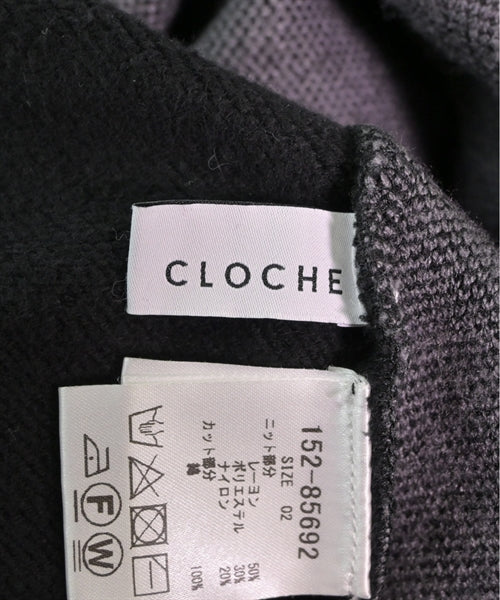 CLOCHE
152-85692
SIZE 02
ニット部分
レーヨン 50%
ポリエステル 30%
ナイロン 20%
カット部分
綿 100%
F
W